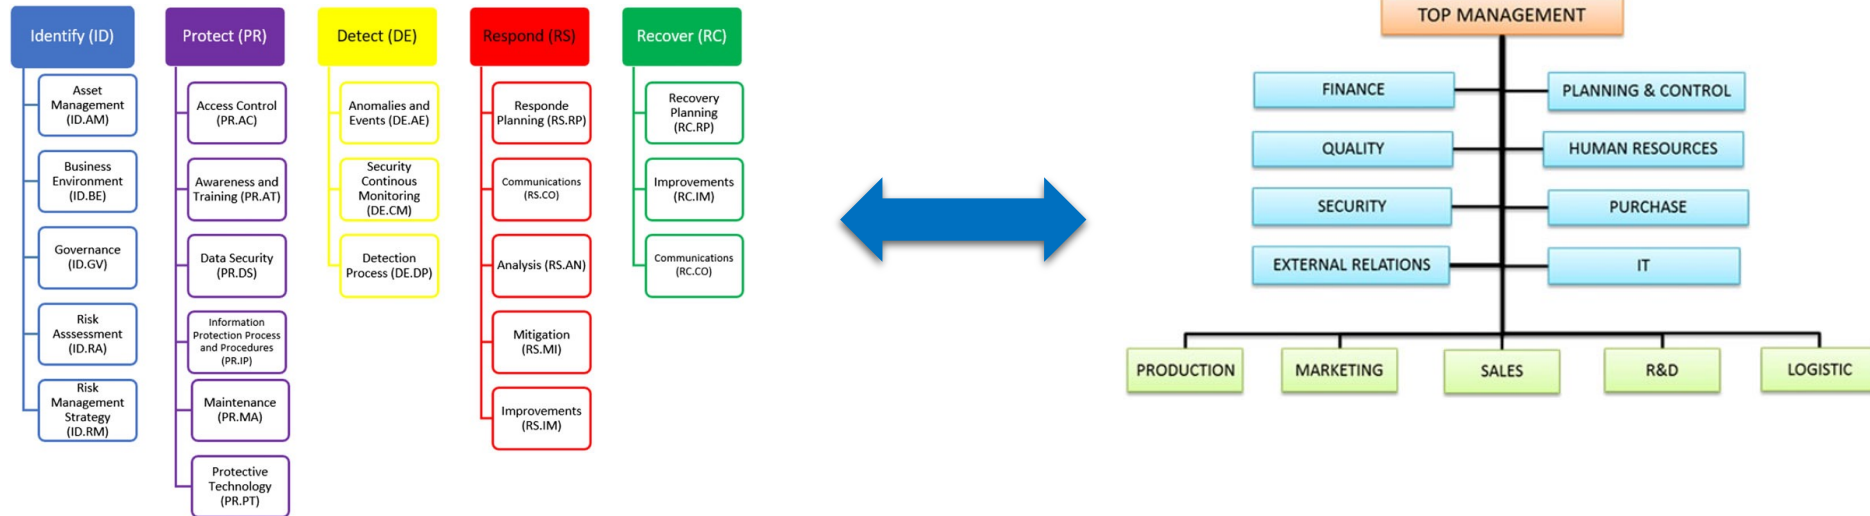 Identify (ID)
Asset
Management
(ID.AM)
Business
Environment
(ID.BE)
Governance
(ID.GV)
Risk
Asssessment
(ID.RA)
Risk
Management
Strategy
(ID.RM)
Protect (PR)
Access Control
(PR.AC)
Awareness and
Training (PR.AT)
Data Security
(PR.DS)
Information
Protection Process
and Procedures
(PR.IP)
Maintenance
(PR.MA)
Protective
Technology
(PR.PT)
Detect (DE)
Anomalies and
Events (DE.AE)
Security
Continous
Monitoring
(DE.CM)
Detection
Process (DE.DP)
Respond (RS)
Responde
Planning (RS.RP)
Communications
(RS.CO)
Analysis (RS.AN)
Mitigation
(RS.MI)
Improvements
(RS.IM)
Recover (RC)
Recovery
Planning
(RC.RP)
Improvements
(RC.IM)
Communications
(RC.CO)
TOP MANAGEMENT
FINANCE
PLANNING & CONTROL
QUALITY
HUMAN RESOURCES
SECURITY
PURCHASE
EXTERNAL RELATIONS
IT
PRODUCTION
MARKETING
SALES
R&D
LOGISTIC